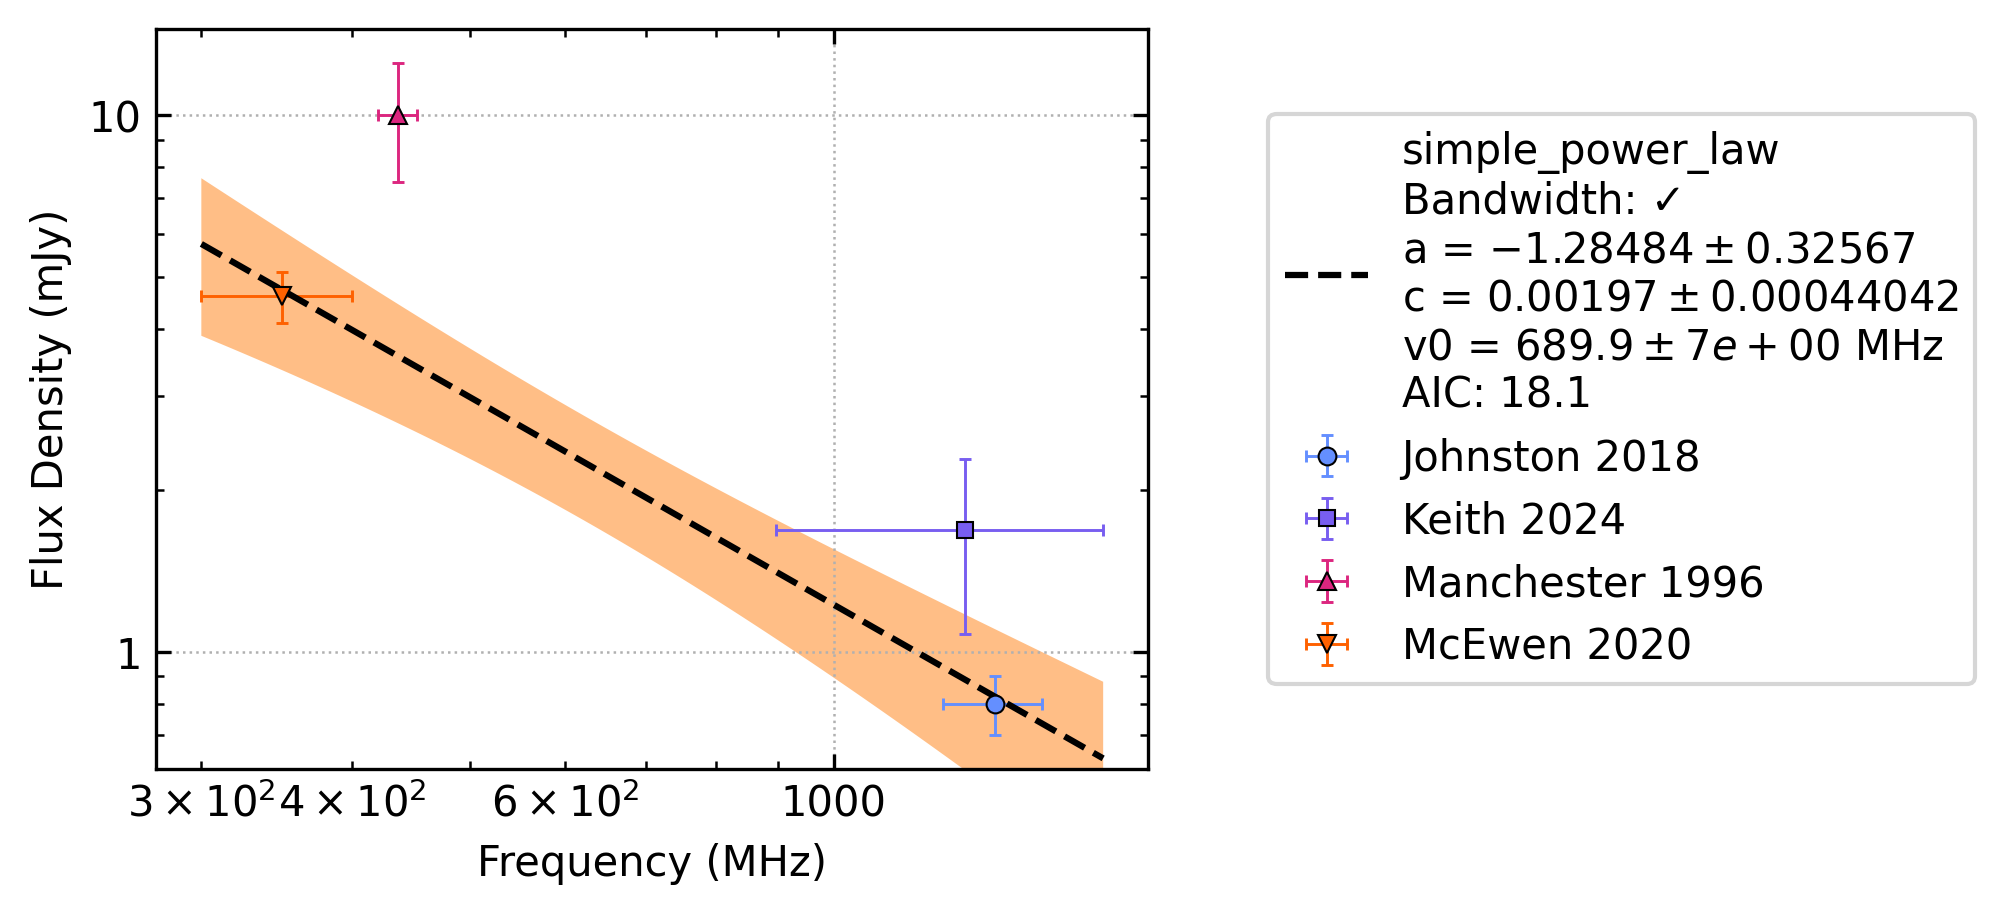 10
1
Flux Density (mJy)
3 × 10² 4 × 10² 6 × 10² 1000
Frequency (MHz)
simple_power_law
Bandwidth: ✓
a = −1.28484 ± 0.32567
c = 0.00197 ± 0.00044042
v0 = 689.9 ± 7e + 00 MHz
AIC: 18.1
Johnston 2018
Keith 2024
Manchester 1996
McEwen 2020